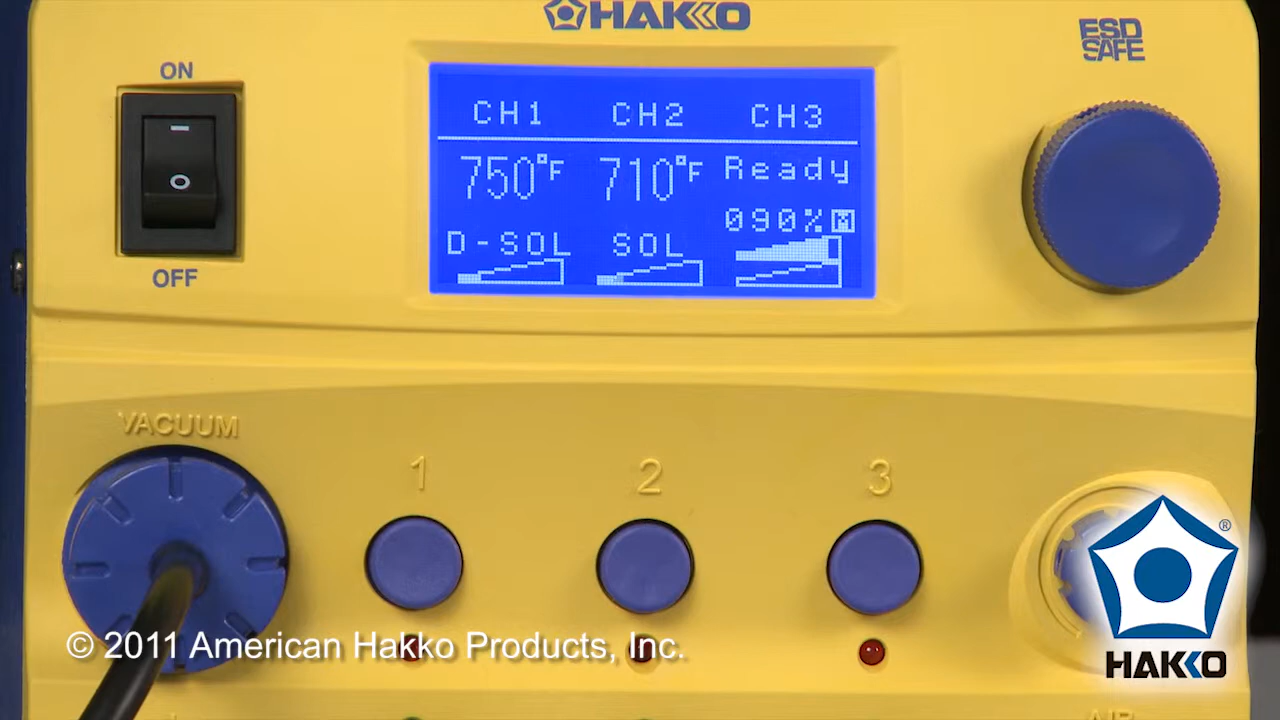 HAKKO
ESD
SAFE
ON
OFF
CH1 CH2 CH3
750°F 710°F Ready
090% M
D-SOL SOL
VACUUM
1 2 3
© 2011 American Hakko Products, Inc.
®
HAKKO
AIR